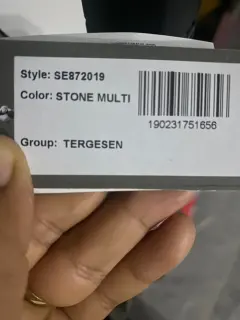 Style: SE872019
Color: STONE MULTI
190231751656
Group: TERGESEN